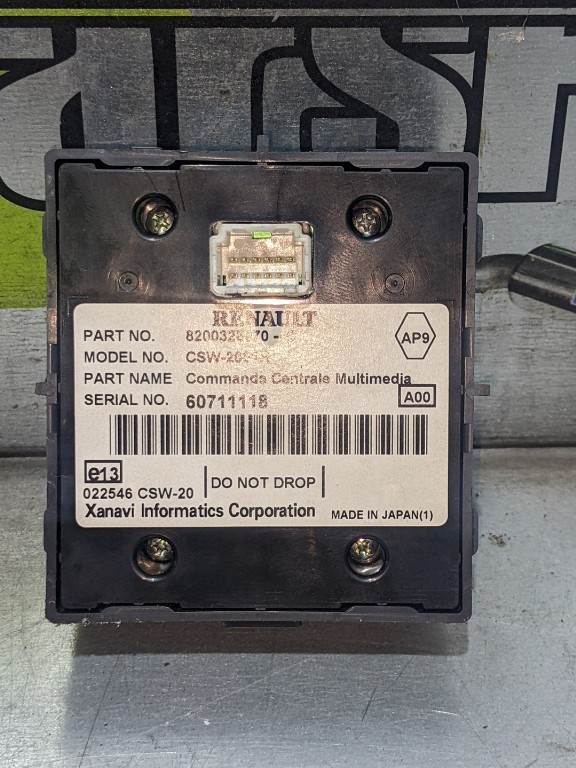 RENAULT
PART NO.
MODEL NO.
PART NAME Commande Centrale Multimedia
SERIAL NO. 60711118
AP9
A00
e13
022546 CSW-20
DO NOT DROP
Xanavi Informatics Corporation
MADE IN JAPAN(1)